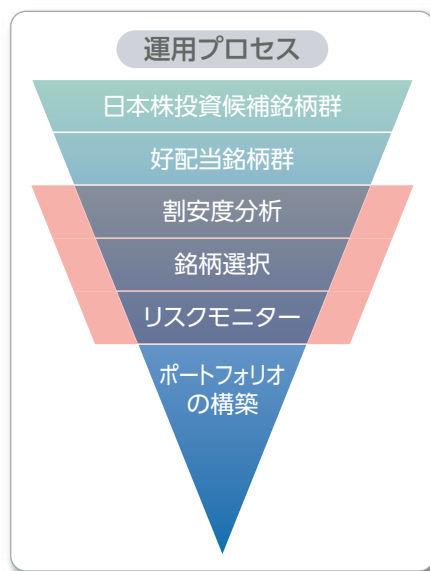 運用プロセス
日本株投資候補銘柄群
好配当銘柄群
割安度分析
銘柄選択
リスクモニター
ポートフォリオ
の構築